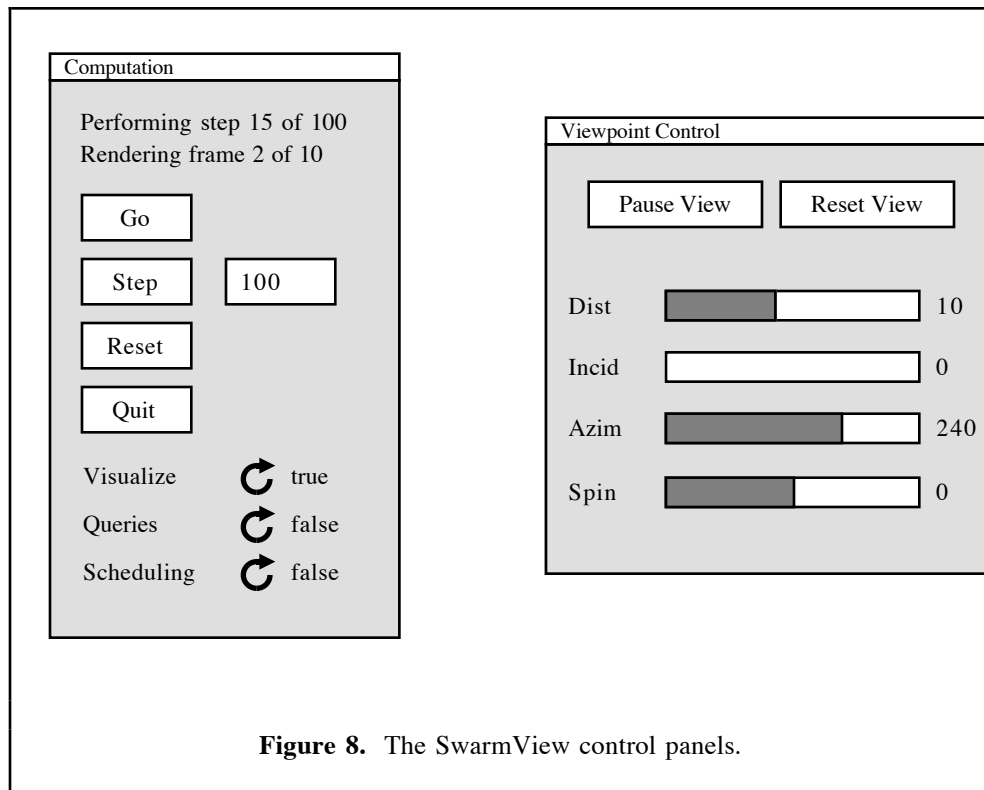 Computation
Performing step 15 of 100
Rendering frame 2 of 10
Go
Step 100
Reset
Quit
Visualize true
Queries false
Scheduling false
Viewpoint Control
Pause View Reset View
Dist 10
Incid 0
Azim 240
Spin 0
Figure 8. The SwarmView control panels.